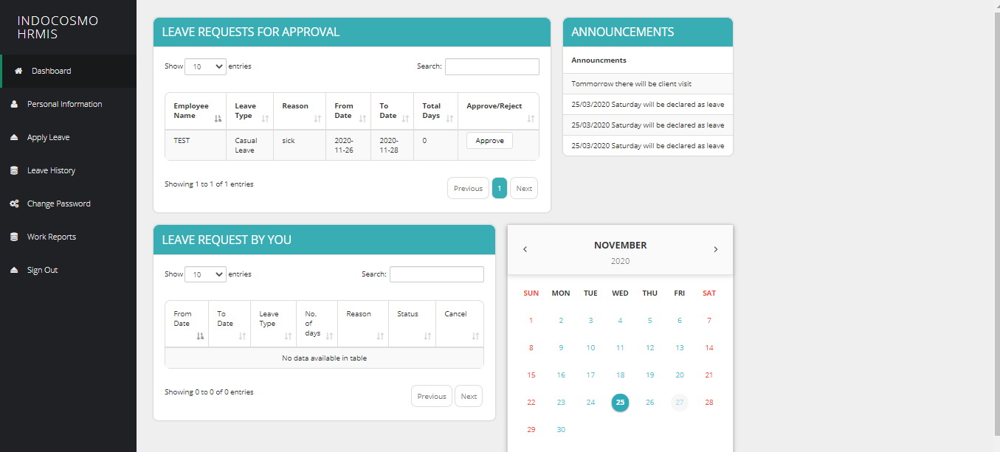 INDOCOSMO
HRMIS
Dashboard
Personal Information
Apply Leave
Leave History
Change Password
Work Reports
Sign Out
LEAVE REQUESTS FOR APPROVAL
Show 10 entries Search:
Employee Name Leave Type Reason From Date To Date Total Days Approve/Reject
TEST Casual Leave sick 2020-11-26 2020-11-28 0 Approve
Showing 1 to 1 of 1 entries Previous 1 Next
ANNOUNCEMENTS
Announcments
Tommorrow there will be client visit
25/03/2020 Saturday will be declared as leave
25/03/2020 Saturday will be declared as leave
25/03/2020 Saturday will be declared as leave
LEAVE REQUEST BY YOU
Show 10 entries Search:
From Date To Date Leave Type No. of days Reason Status Cancel
No data available in table
Showing 0 to 0 of 0 entries Previous Next
NOVEMBER
2020
SUN MON TUE WED THU FRI SAT
1 2 3 4 5 6 7
8 9 10 11 12 13 14
15 16 17 18 19 20 21
22 23 24 25 26 27 28
29 30